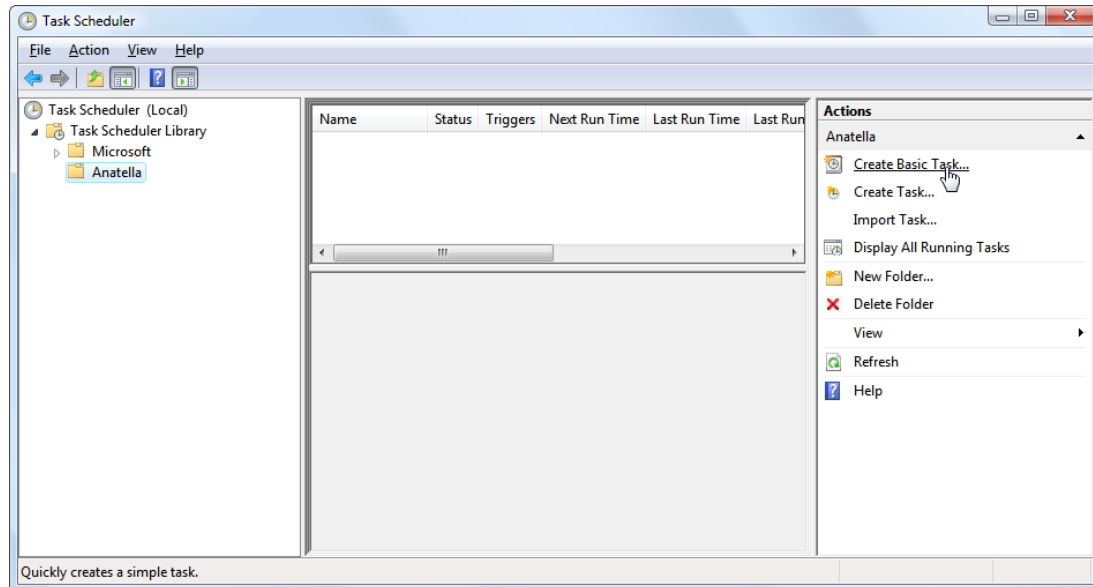 Task Scheduler
File Action View Help
Task Scheduler (Local)
Task Scheduler Library
Microsoft
Anatella
Name Status Triggers Next Run Time Last Run Time Last Run
Actions
Anatella
Create Basic Task...
Create Task...
Import Task...
Display All Running Tasks
New Folder...
Delete Folder
View
Refresh
Help
Quickly creates a simple task.